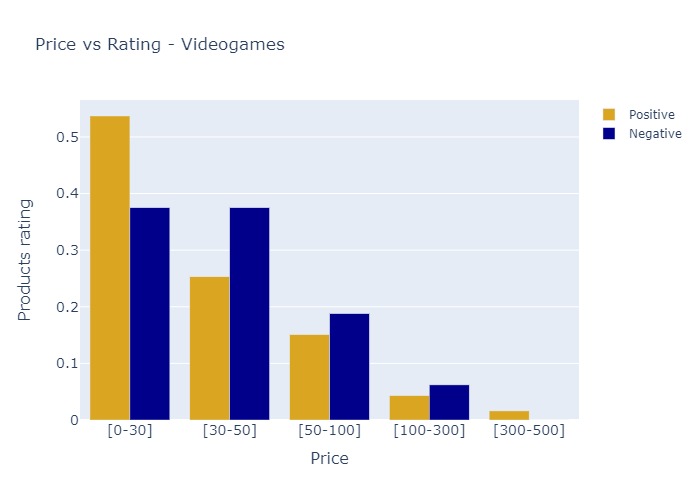 Price vs Rating - Videogames
Positive
Negative
Products rating
0.5
0.4
0.3
0.2
0.1
0
[0-30] [30-50] [50-100] [100-300] [300-500]
Price